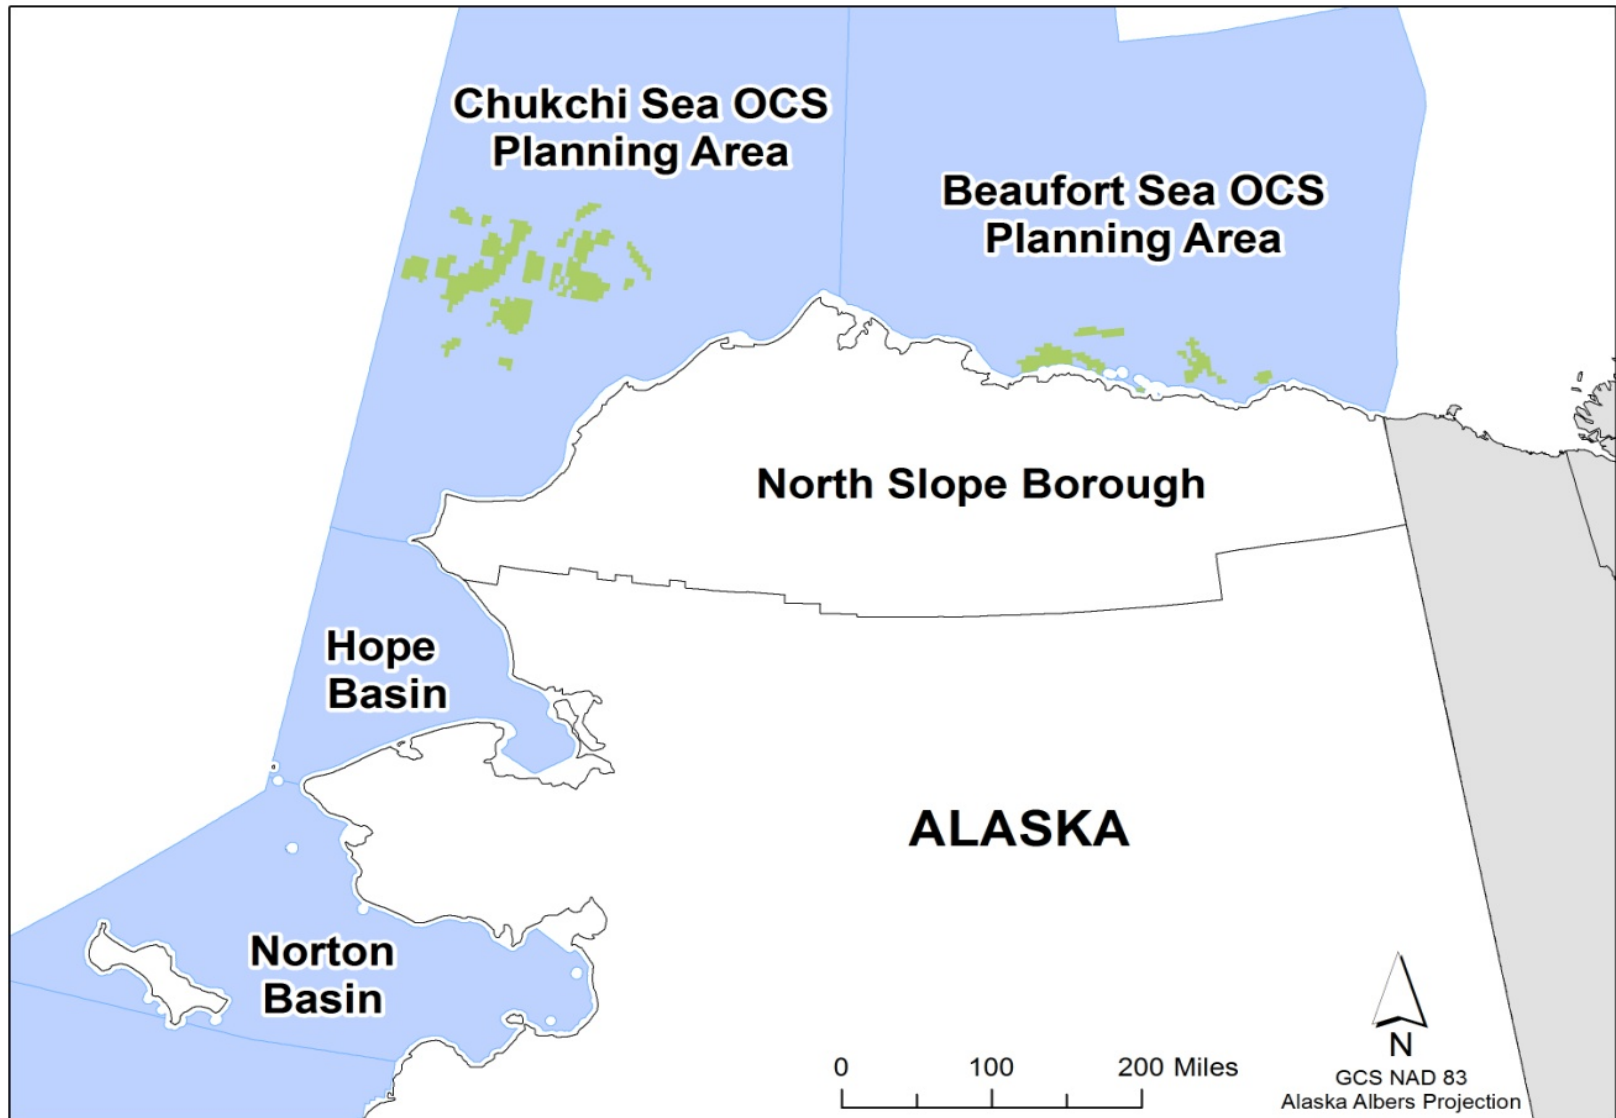 Chukchi Sea OCS
Planning Area
Beaufort Sea OCS
Planning Area
North Slope Borough
Hope
Basin
ALASKA
Norton
Basin
N
0 100 200 Miles
GCS NAD 83
Alaska Albers Projection